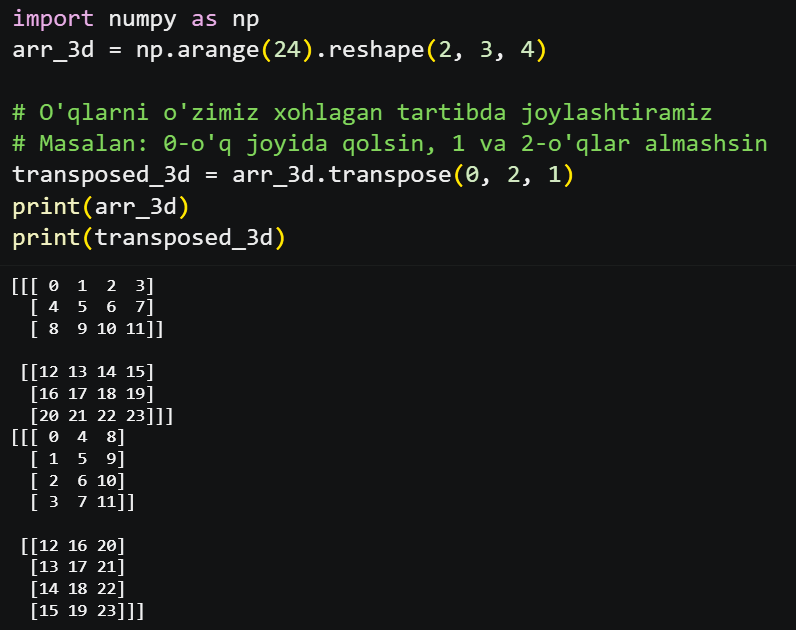 import numpy as np
arr_3d = np.arange(24).reshape(2, 3, 4)

# O'qlarni o'zimiz xohlagan tartibda joylashtiramiz
# Masalan: 0-o'q joyida qolsin, 1 va 2-o'qlar almashsin
transposed_3d = arr_3d.transpose(0, 2, 1)
print(arr_3d)
print(transposed_3d)

[[[ 0  1  2  3]
  [ 4  5  6  7]
  [ 8  9 10 11]]

 [[12 13 14 15]
  [16 17 18 19]
  [20 21 22 23]]]
[[[ 0  4  8]
  [ 1  5  9]
  [ 2  6 10]
  [ 3  7 11]]

 [[12 16 20]
  [13 17 21]
  [14 18 22]
  [15 19 23]]]